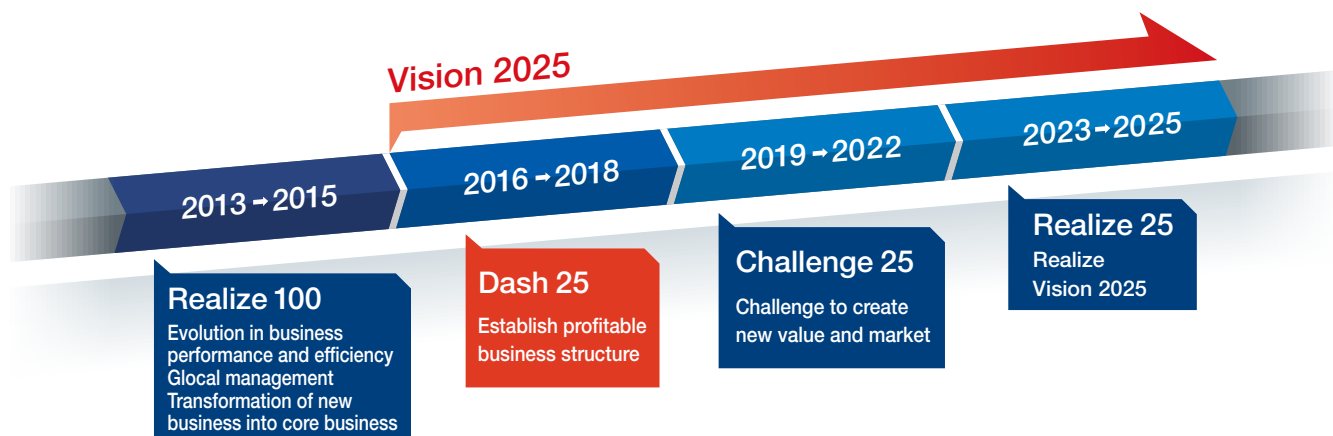 Vision 2025
2013→2015
2016→2018
2019→2022
2023→2025
Realize 100
Evolution in business
performance and efficiency
Glocal management
Transformation of new
business into core business
Dash 25
Establish profitable
business structure
Challenge 25
Challenge to create
new value and market
Realize 25
Realize
Vision 2025